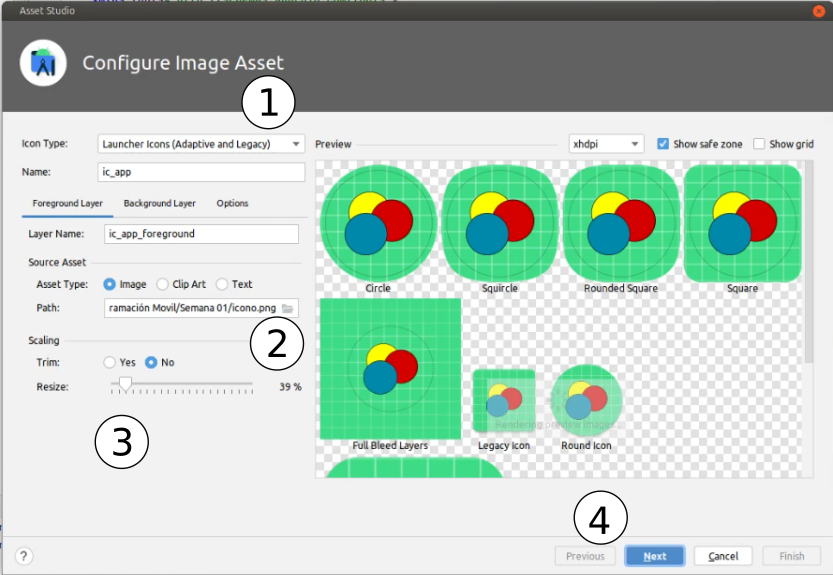 Asset Studio
Configure Image Asset
1
Icon Type: Launcher Icons (Adaptive and Legacy)
Name: ic_app
Foreground Layer Background Layer Options
Layer Name: ic_app_foreground
Source Asset
Asset Type: Image Clip Art Text
Path: ramación Movil/Semana 01/icono.png
2
Scaling
Trim: Yes No
Resize: 39 %
3
Preview xhdpi Show safe zone Show grid
Circle Squircle Rounded Square Square
Rendering preview images...
Full Bleed Layers Legacy Icon Round Icon
4
? Previous Next Cancel Finish